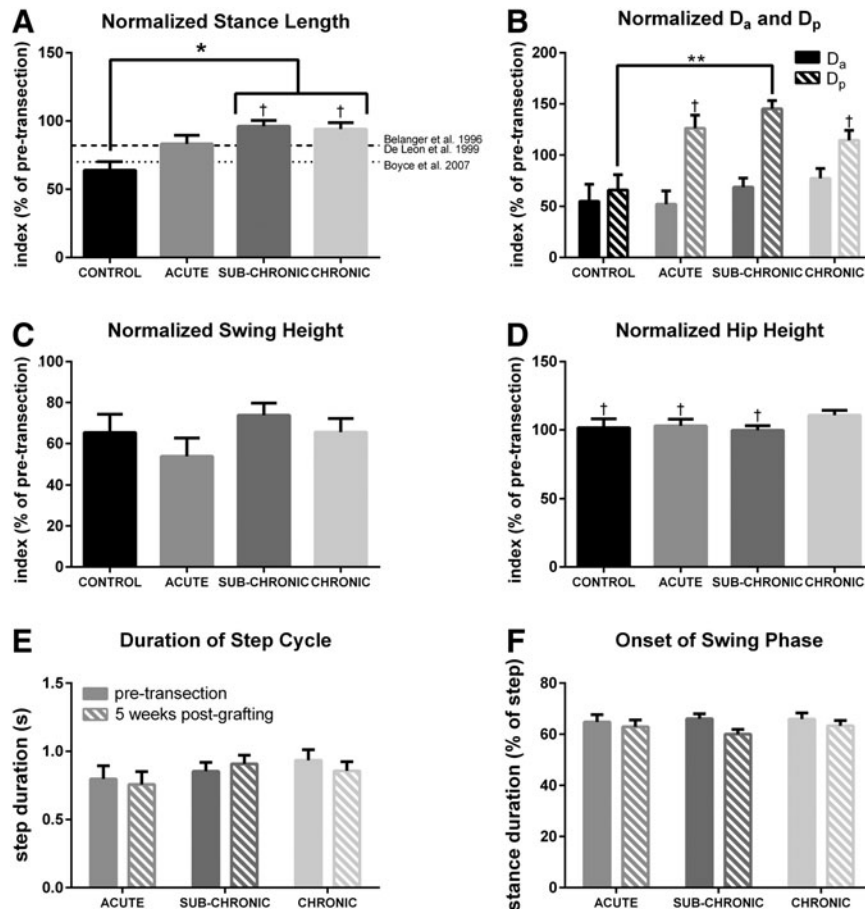 A
Normalized Stance Length
index (% of pre-transection)
150
100
50
0
*
†
†
Belanger et al. 1996
De Leon et al. 1999
Boyce et al. 2007
CONTROL
ACUTE
SUB-CHRONIC
CHRONIC
B
Normalized Da and Dp
index (% of pre-transection)
200
150
100
50
0
**
†
†
Da
Dp
CONTROL
ACUTE
SUB-CHRONIC
CHRONIC
C
Normalized Swing Height
index (% of pre-transection)
100
80
60
40
20
0
CONTROL
ACUTE
SUB-CHRONIC
CHRONIC
D
Normalized Hip Height
index (% of pre-transection)
150
100
50
0
†
†
†
CONTROL
ACUTE
SUB-CHRONIC
CHRONIC
E
Duration of Step Cycle
step duration (s)
1.5
1.0
0.5
0.0
pre-transection
5 weeks post-grafting
ACUTE
SUB-CHRONIC
CHRONIC
F
Onset of Swing Phase
stance duration (% of step)
80
60
40
20
0
ACUTE
SUB-CHRONIC
CHRONIC